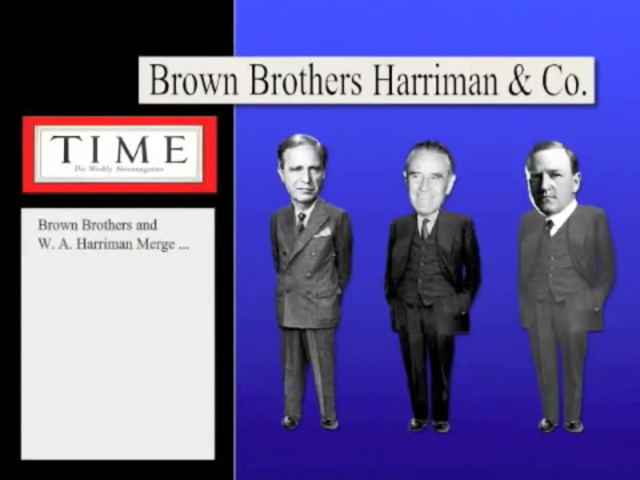 Brown Brothers Harriman & Co.
TIME
The Weekly Newsmagazine
Brown Brothers and
W. A. Harriman Merge ...